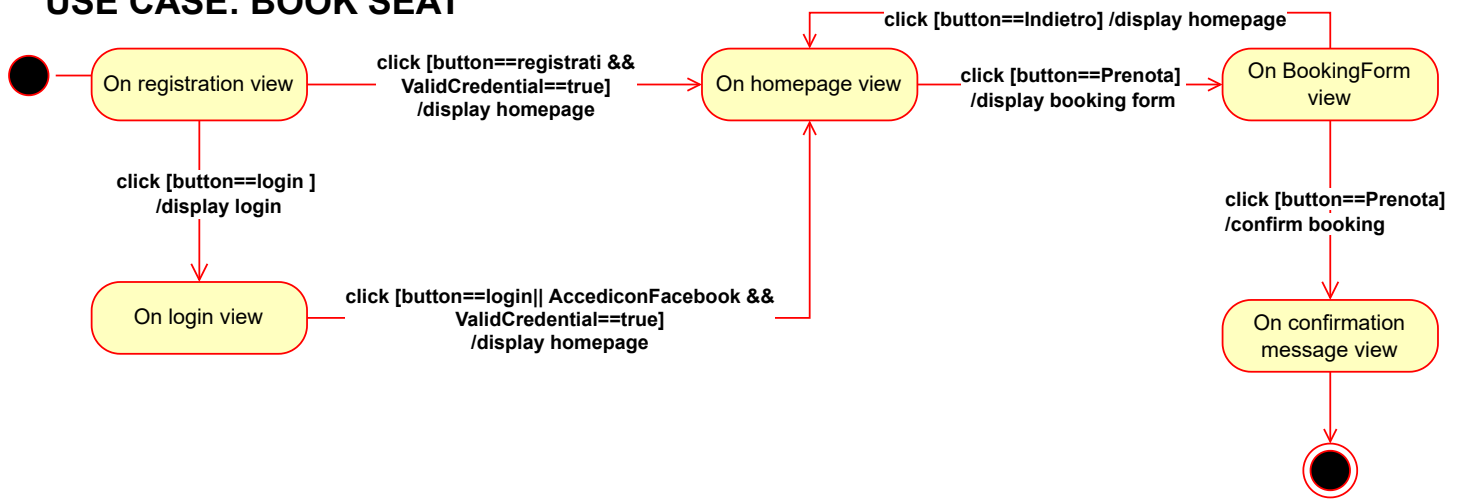 USE CASE: BOOK SEAT
click [button==Indietro] /display homepage
On registration view
click [button==registrati &&
ValidCredential==true]
/display homepage
On homepage view
click [button==Prenota]
/display booking form
On BookingForm
view
click [button==login ]
/display login
click [button==Prenota]
/confirm booking
On login view
click [button==login|| AccediconFacebook &&
ValidCredential==true]
/display homepage
On confirmation
message view